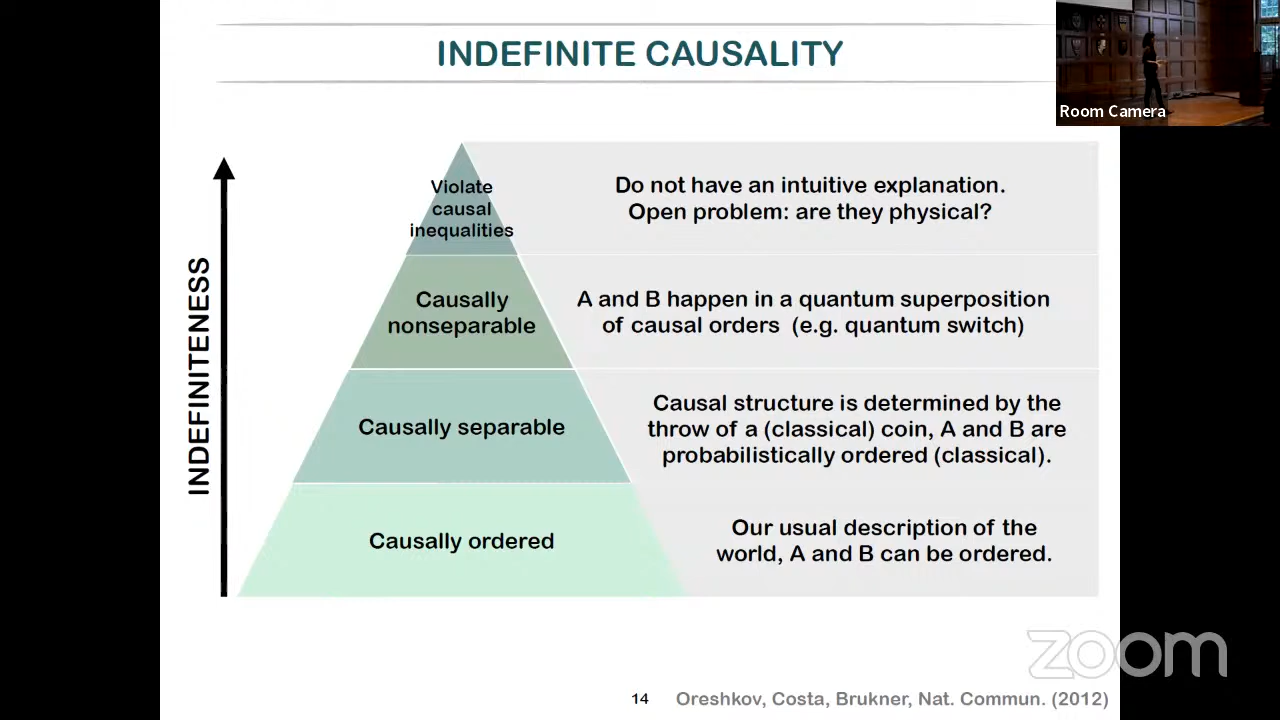 INDEFINITE CAUSALITY
Room Camera
INDEFINITENESS
Violate
causal
inequalities
Do not have an intuitive explanation.
Open problem: are they physical?
Causally
nonseparable
A and B happen in a quantum superposition
of causal orders (e.g. quantum switch)
Causally separable
Causal structure is determined by the
throw of a (classical) coin, A and B are
probabilistically ordered (classical).
Causally ordered
Our usual description of the
world, A and B can be ordered.
zoom
14
Oreshkov, Costa, Brukner, Nat. Commun. (2012)